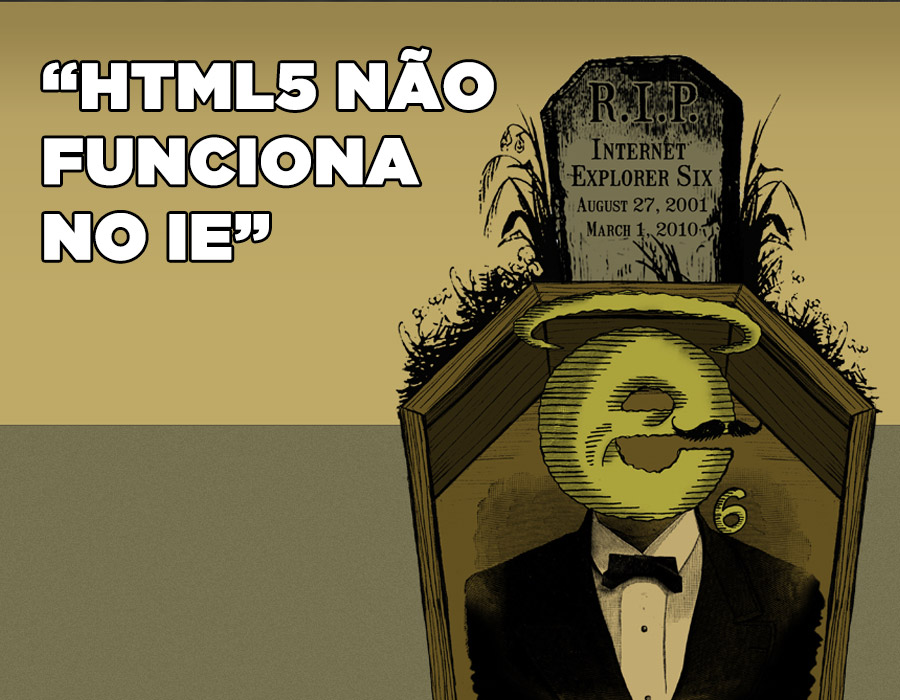 “HTML5 NÃO
FUNCIONA
NO IE”
R.I.P.
Internet
Explorer Six
August 27, 2001
March 1, 2010
6